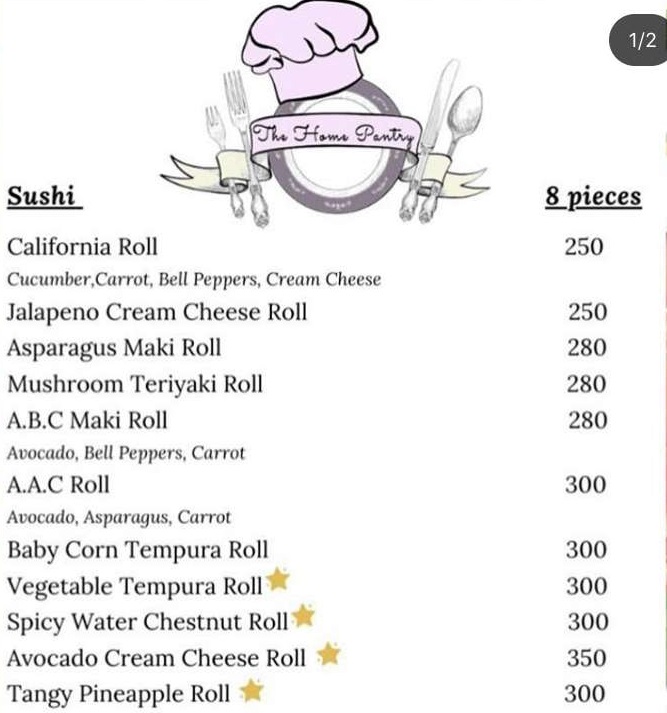 1/2
The Home Pantry
Sushi 8 pieces
California Roll 250
Cucumber,Carrot, Bell Peppers, Cream Cheese
Jalapeno Cream Cheese Roll 250
Asparagus Maki Roll 280
Mushroom Teriyaki Roll 280
A.B.C Maki Roll 280
Avocado, Bell Peppers, Carrot
A.A.C Roll 300
Avocado, Asparagus, Carrot
Baby Corn Tempura Roll 300
Vegetable Tempura Roll 300
Spicy Water Chestnut Roll 300
Avocado Cream Cheese Roll 350
Tangy Pineapple Roll 300